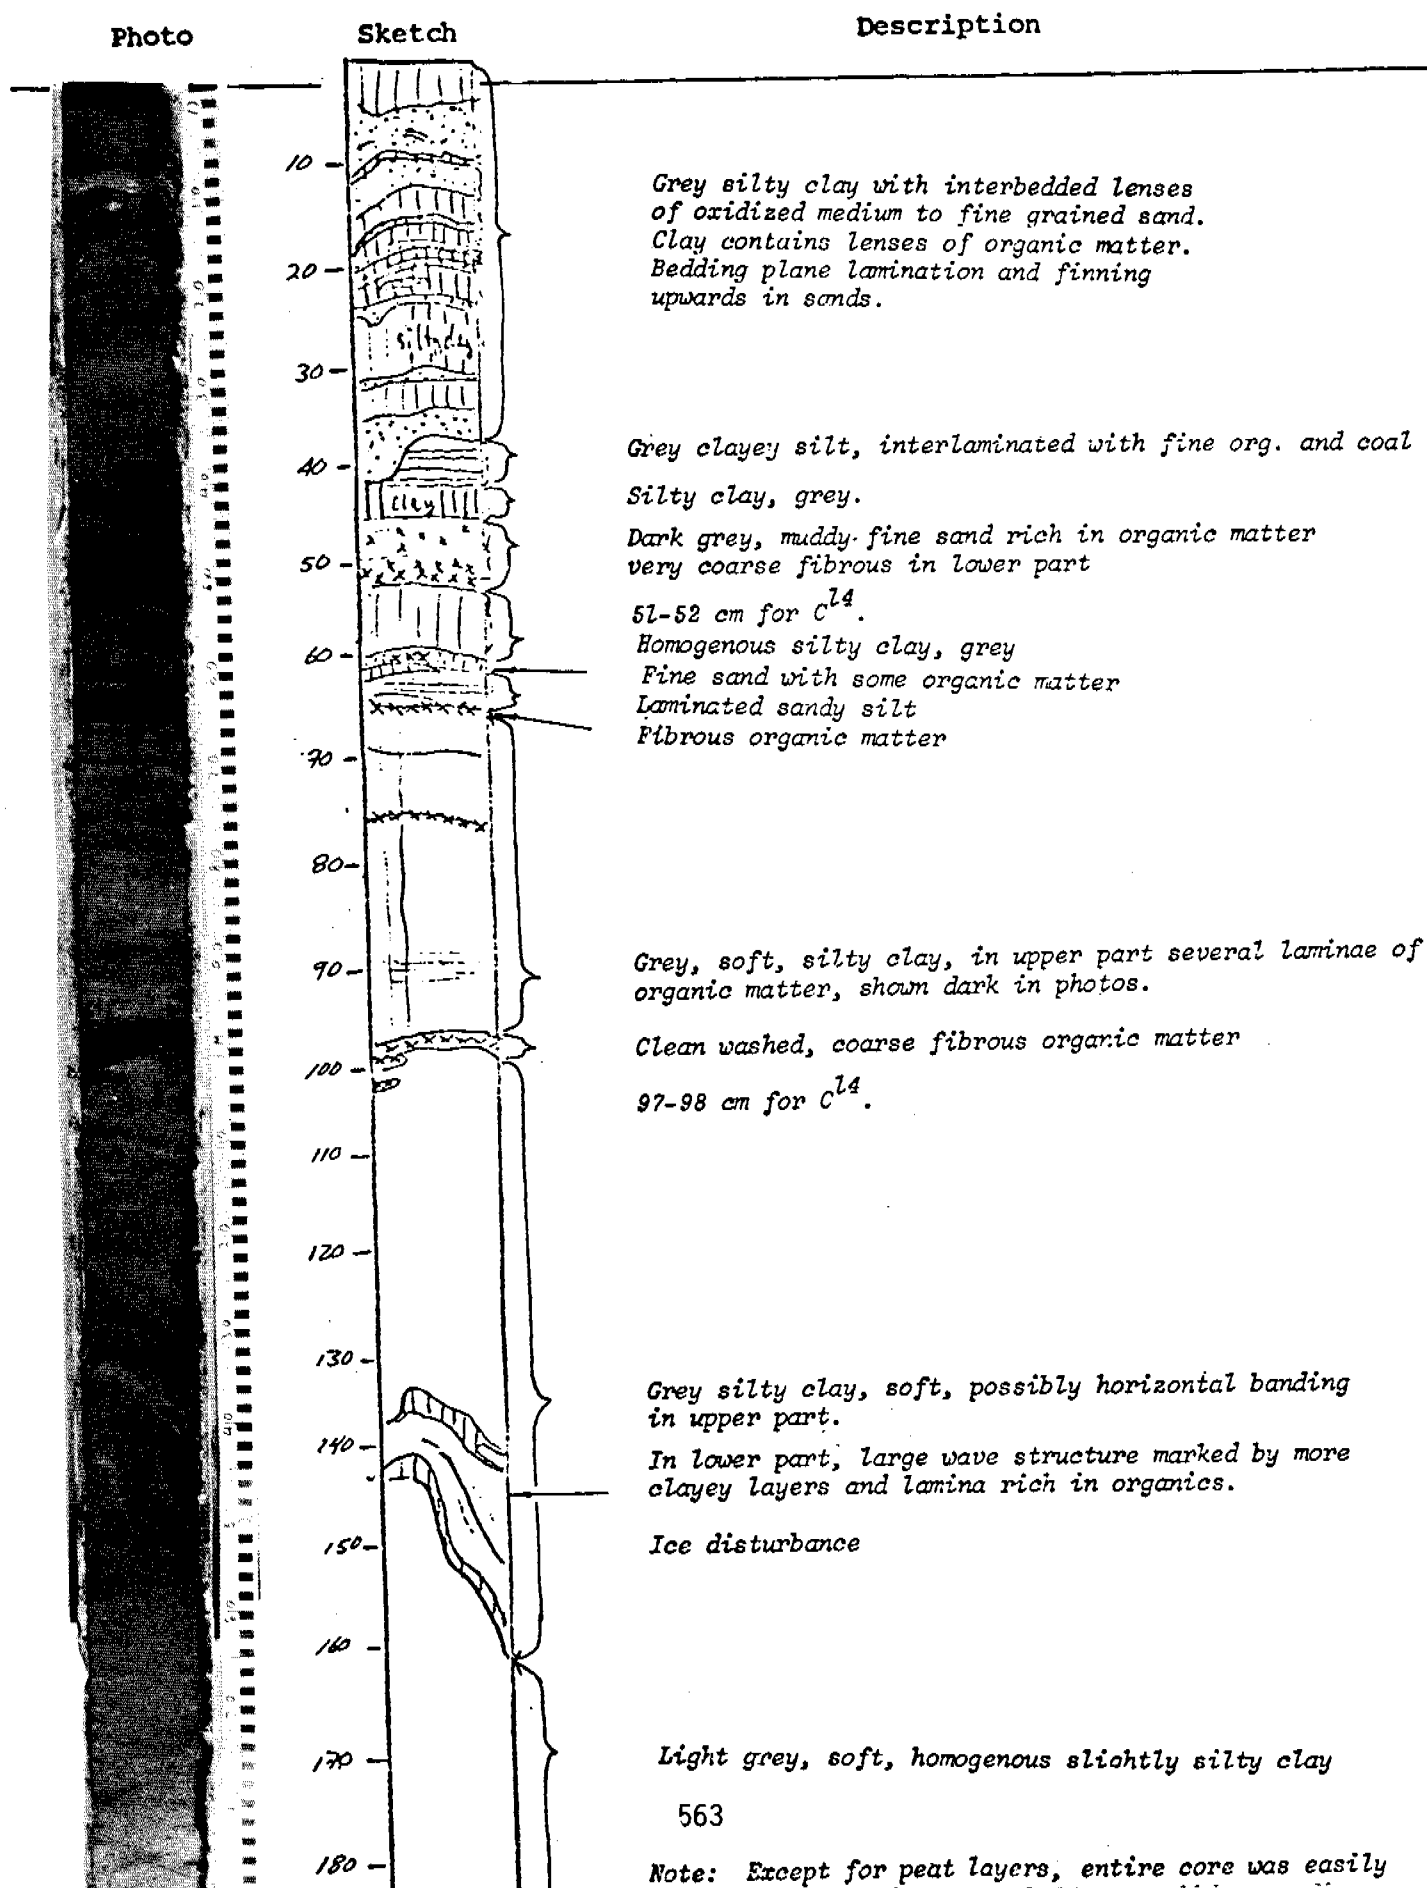 Photo Sketch Description
10
20
30
40
50
60
70
80
90
100
110
120
130
140
150
160
170
180
silty clay
clay
Grey silty clay with interbedded lenses
of oxidized medium to fine grained sand.
Clay contains lenses of organic matter.
Bedding plane lamination and finning
upwards in sands.
Grey clayey silt, interlaminated with fine org. and coal
Silty clay, grey.
Dark grey, muddy fine sand rich in organic matter
very coarse fibrous in lower part
51-52 cm for C14.
Homogenous silty clay, grey
Fine sand with some organic matter
Laminated sandy silt
Fibrous organic matter
Grey, soft, silty clay, in upper part several laminae of
organic matter, shown dark in photos.
Clean washed, coarse fibrous organic matter
97-98 cm for C14.
Grey silty clay, soft, possibly horizontal banding
in upper part.
In lower part, large wave structure marked by more
clayey layers and lamina rich in organics.
Ice disturbance
Light grey, soft, homogenous slightly silty clay
563
Note: Except for peat layers, entire core was easily